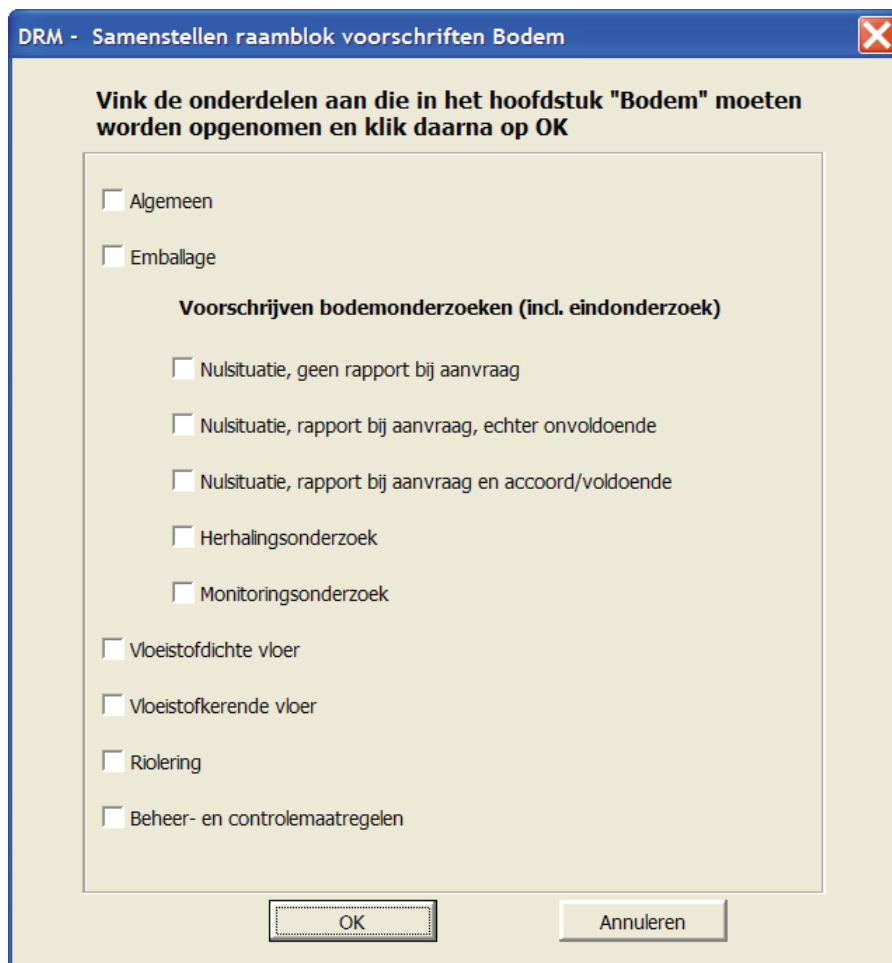 DRM - Samenstellen raamblok voorschriften Bodem
Vink de onderdelen aan die in het hoofdstuk "Bodem" moeten
worden opgenomen en klik daarna op OK
Algemeen
Emballage
Voorschrijven bodemonderzoeken (incl. eindonderzoek)
Nulsituatie, geen rapport bij aanvraag
Nulsituatie, rapport bij aanvraag, echter onvoldoende
Nulsituatie, rapport bij aanvraag en accoord/voldoende
Herhalingsonderzoek
Monitoringsonderzoek
Vloeistofdichte vloer
Vloeistofkerende vloer
Riolering
Beheer- en controlemaatregelen
OK
Annuleren